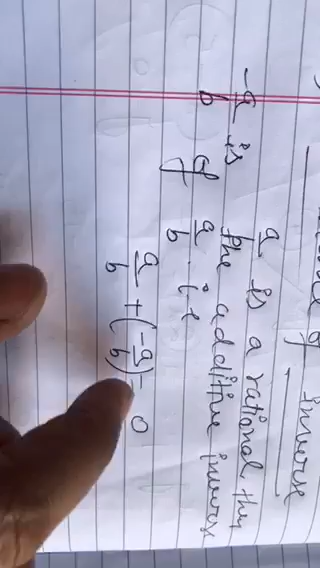 of inverse
a/b is a rational then
-a/b is the additive inverse
of a/b. i.e
a/b + (-a/b) = 0